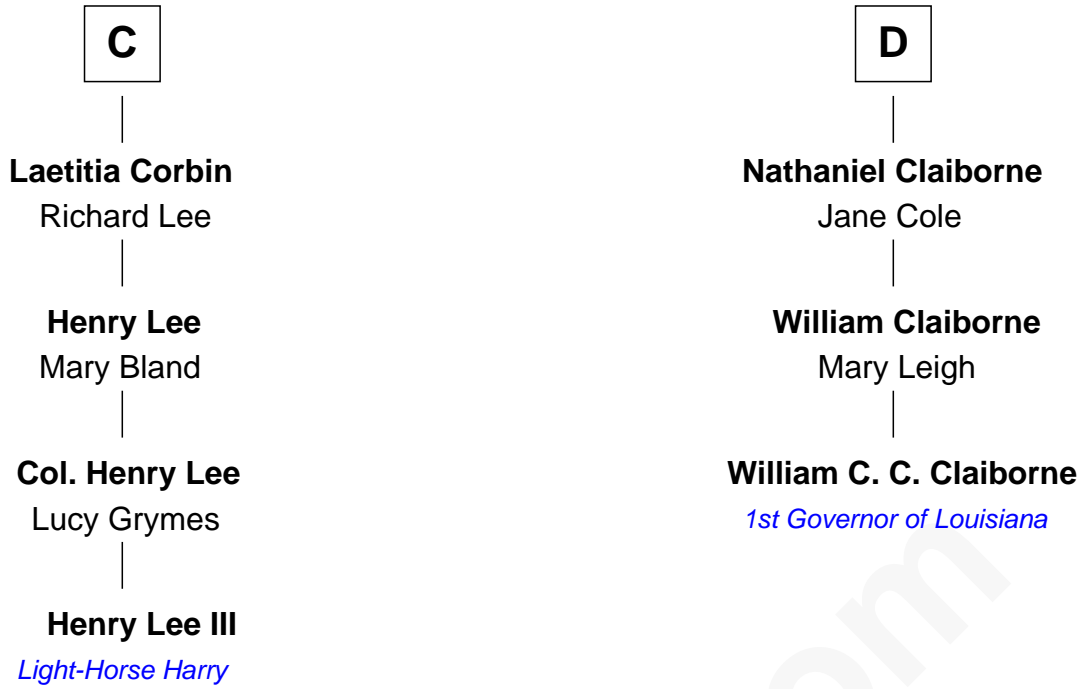 C
Laetitia Corbin
Richard Lee
Henry Lee
Mary Bland
Col. Henry Lee
Lucy Grymes
Henry Lee III
Light-Horse Harry
D
Nathaniel Claiborne
Jane Cole
William Claiborne
Mary Leigh
William C. C. Claiborne
1st Governor of Louisiana
om